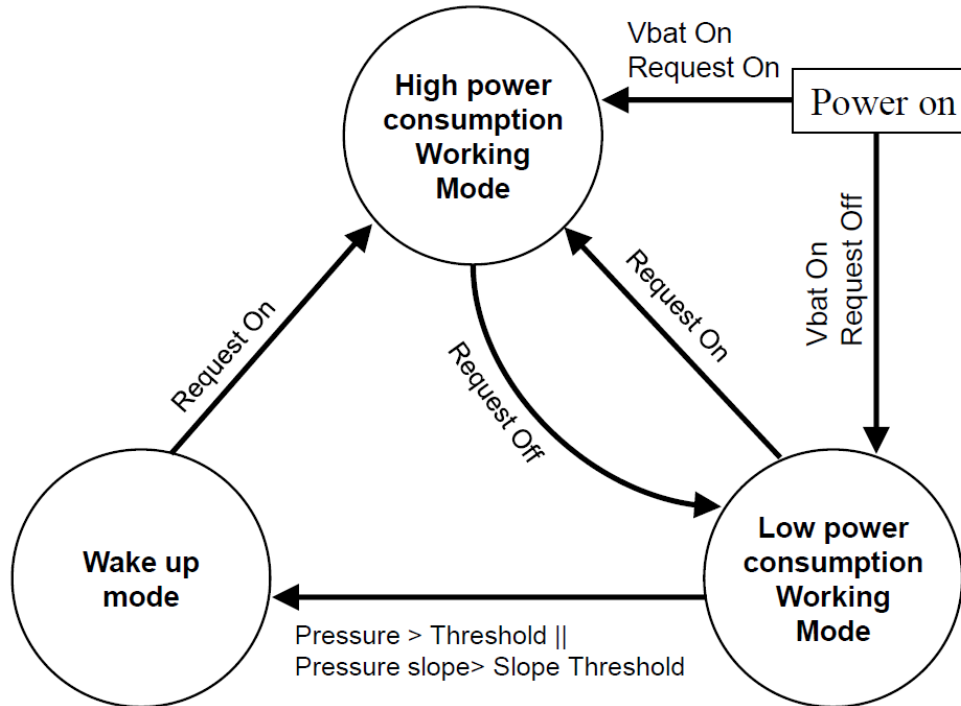 Vbat On
Request On
Power on
High power
consumption
Working
Mode
Vbat On
Request Off
Request On
Request Off
Request On
Wake up
mode
Low power
consumption
Working
Mode
Pressure > Threshold ||
Pressure slope> Slope Threshold